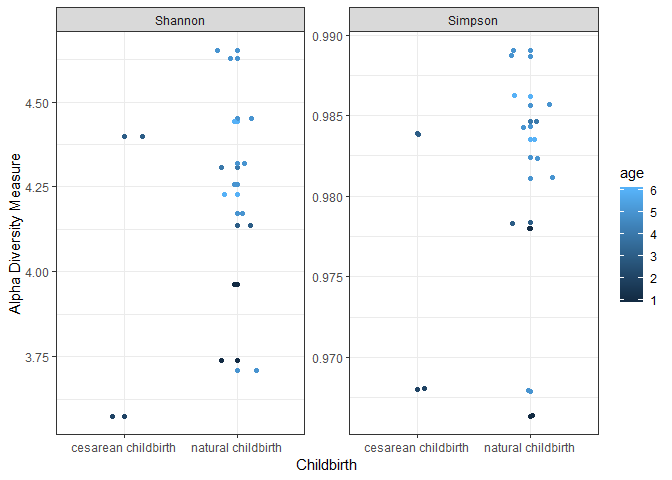 Shannon
Simpson
Alpha Diversity Measure
4.50
4.25
4.00
3.75
0.990
0.985
0.980
0.975
0.970
cesarean childbirth
natural childbirth
cesarean childbirth
natural childbirth
Childbirth
age
6
5
4
3
2
1